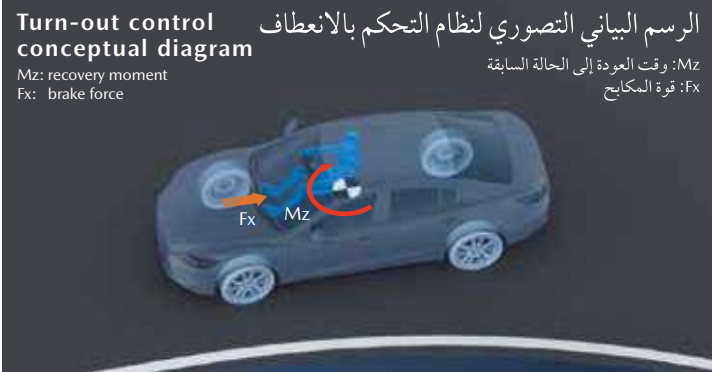 Turn-out control
conceptual diagram
Mz: recovery moment
Fx: brake force
الرسم البياني التصوري لنظام التحكم بالانعطاف
Mz: وقت العودة إلى الحالة السابقة
Fx: قوة المكابح
Fx
Mz